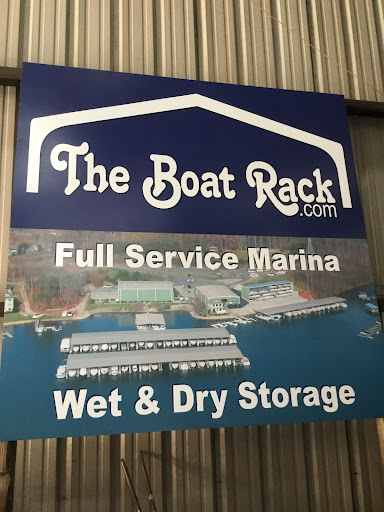 The Boat Rack
.com
Full Service Marina
Wet & Dry Storage